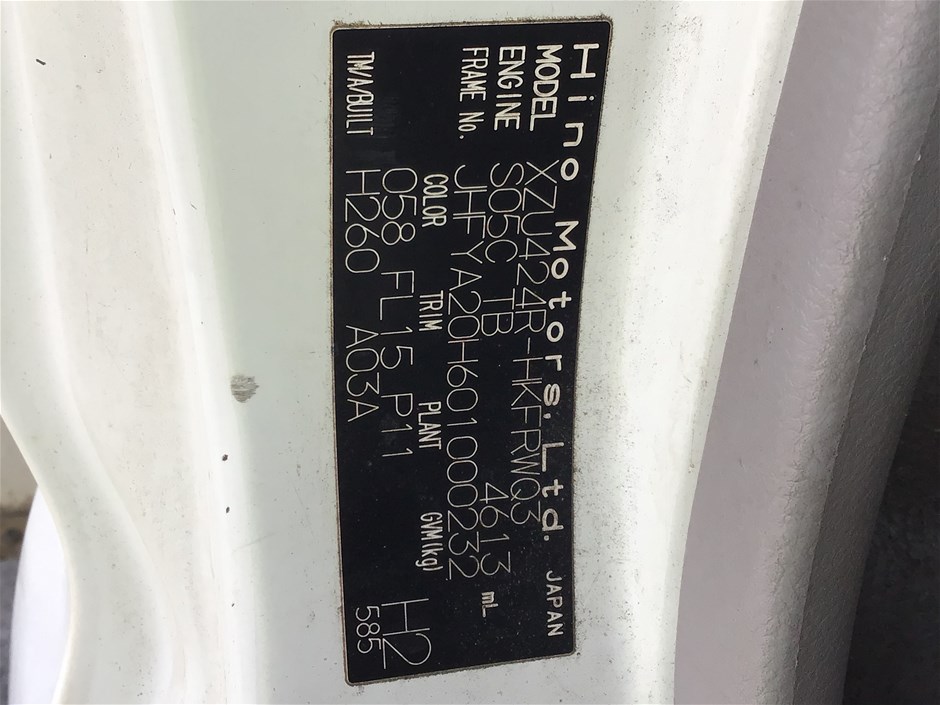 Hino Motors, Ltd. JAPAN
MODEL XZU424R-HKFRWQ3
ENGINE S05C TB 4613 mL
FRAME No. JHFYA20H601000232
COLOR TRIM PLANT GVM(kg)
058 FL15 P11 H2
TM/A/BUILT H260 A03A 585